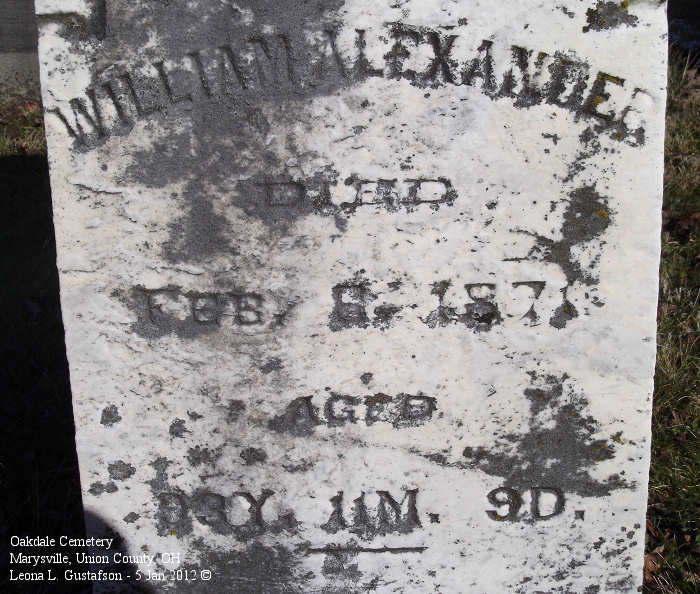 WILLIAM ALEXANDER
DIED
FEB. 8. 1871
AGED
Y. 11M. 9D.
Oakdale Cemetery
Marysville, Union County, OH
Leona L. Gustafson - 5 Jan 2012 ©